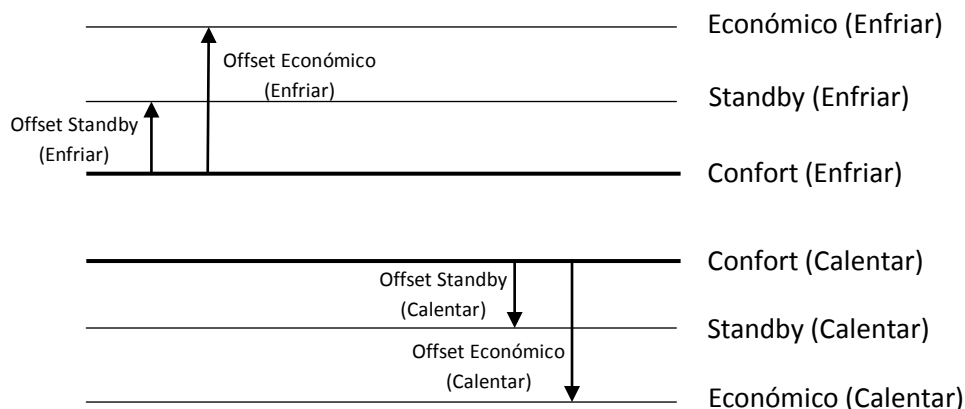 Económico (Enfriar)
Offset Económico
(Enfriar)
Standby (Enfriar)
Offset Standby
(Enfriar)
Confort (Enfriar)
Confort (Calentar)
Offset Standby
(Calentar)
Standby (Calentar)
Offset Económico
(Calentar)
Económico (Calentar)